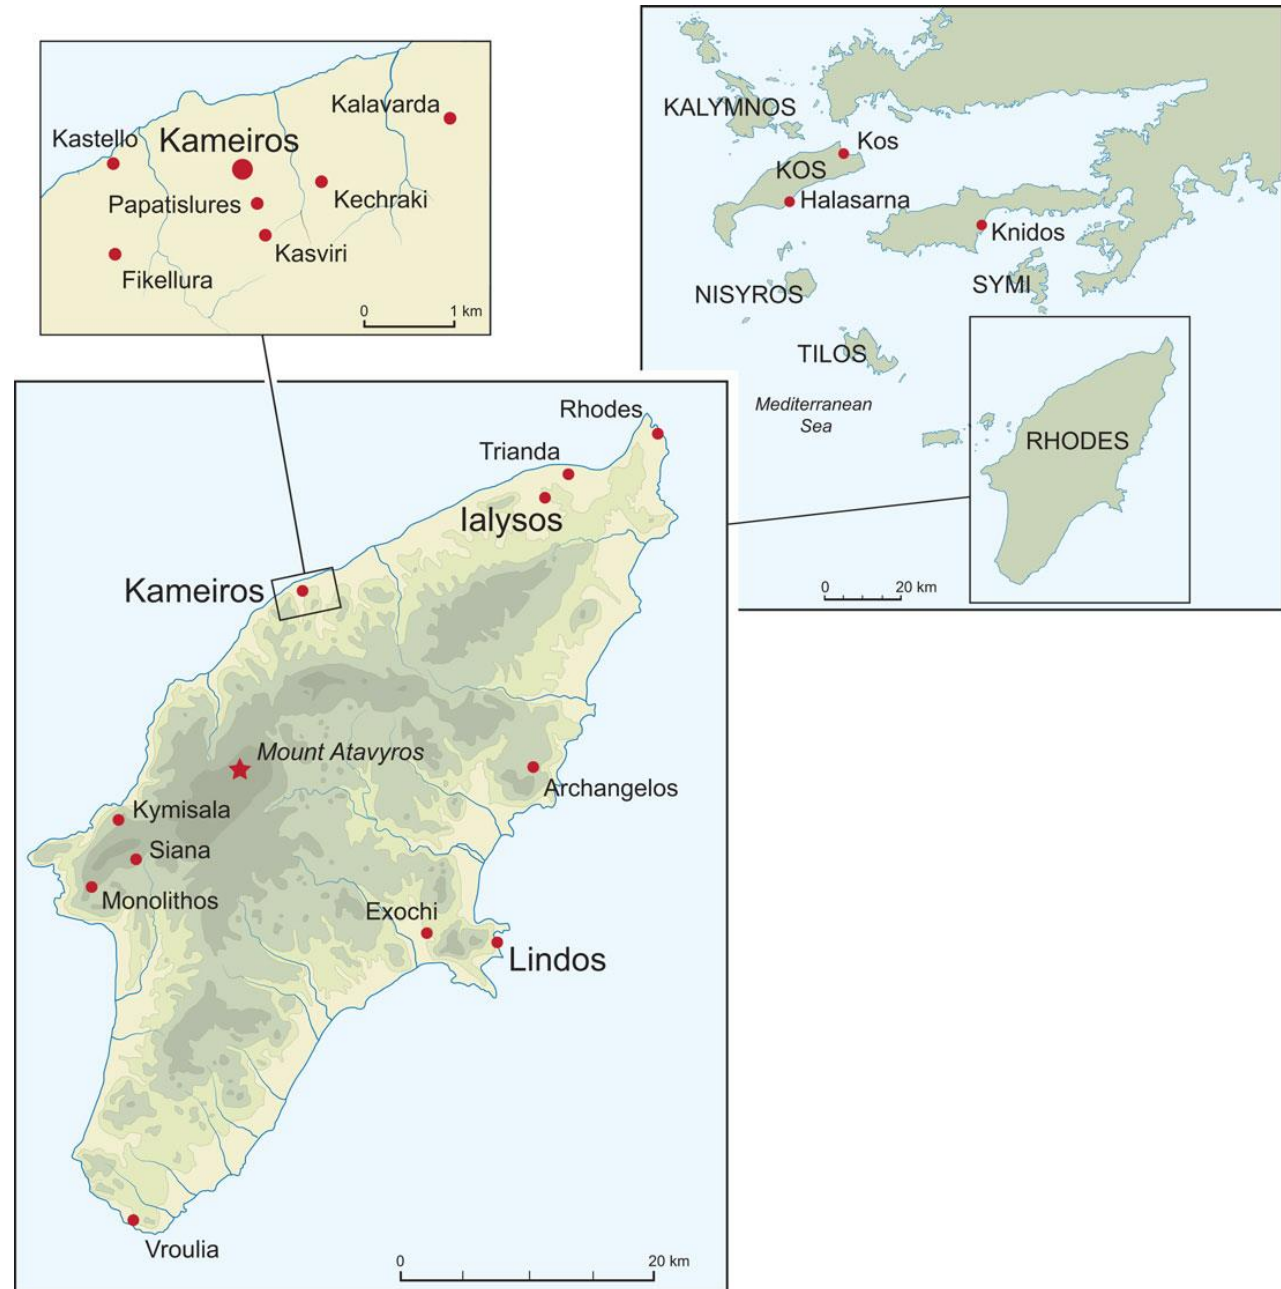 Kalavarda
Kastello
Kameiros
Papatislures
Kechraki
Kasviri
Fikellura
0
1 km
KALYMNOS
Kos
KOS
Halasarna
Knidos
NISYROS
SYMI
TILOS
Mediterranean
Sea
RHODES
0
20 km
Rhodes
Trianda
Ialysos
Kameiros
Mount Atavyros
Archangelos
Kymisala
Siana
Monolithos
Exochi
Lindos
Vroulia
0
20 km